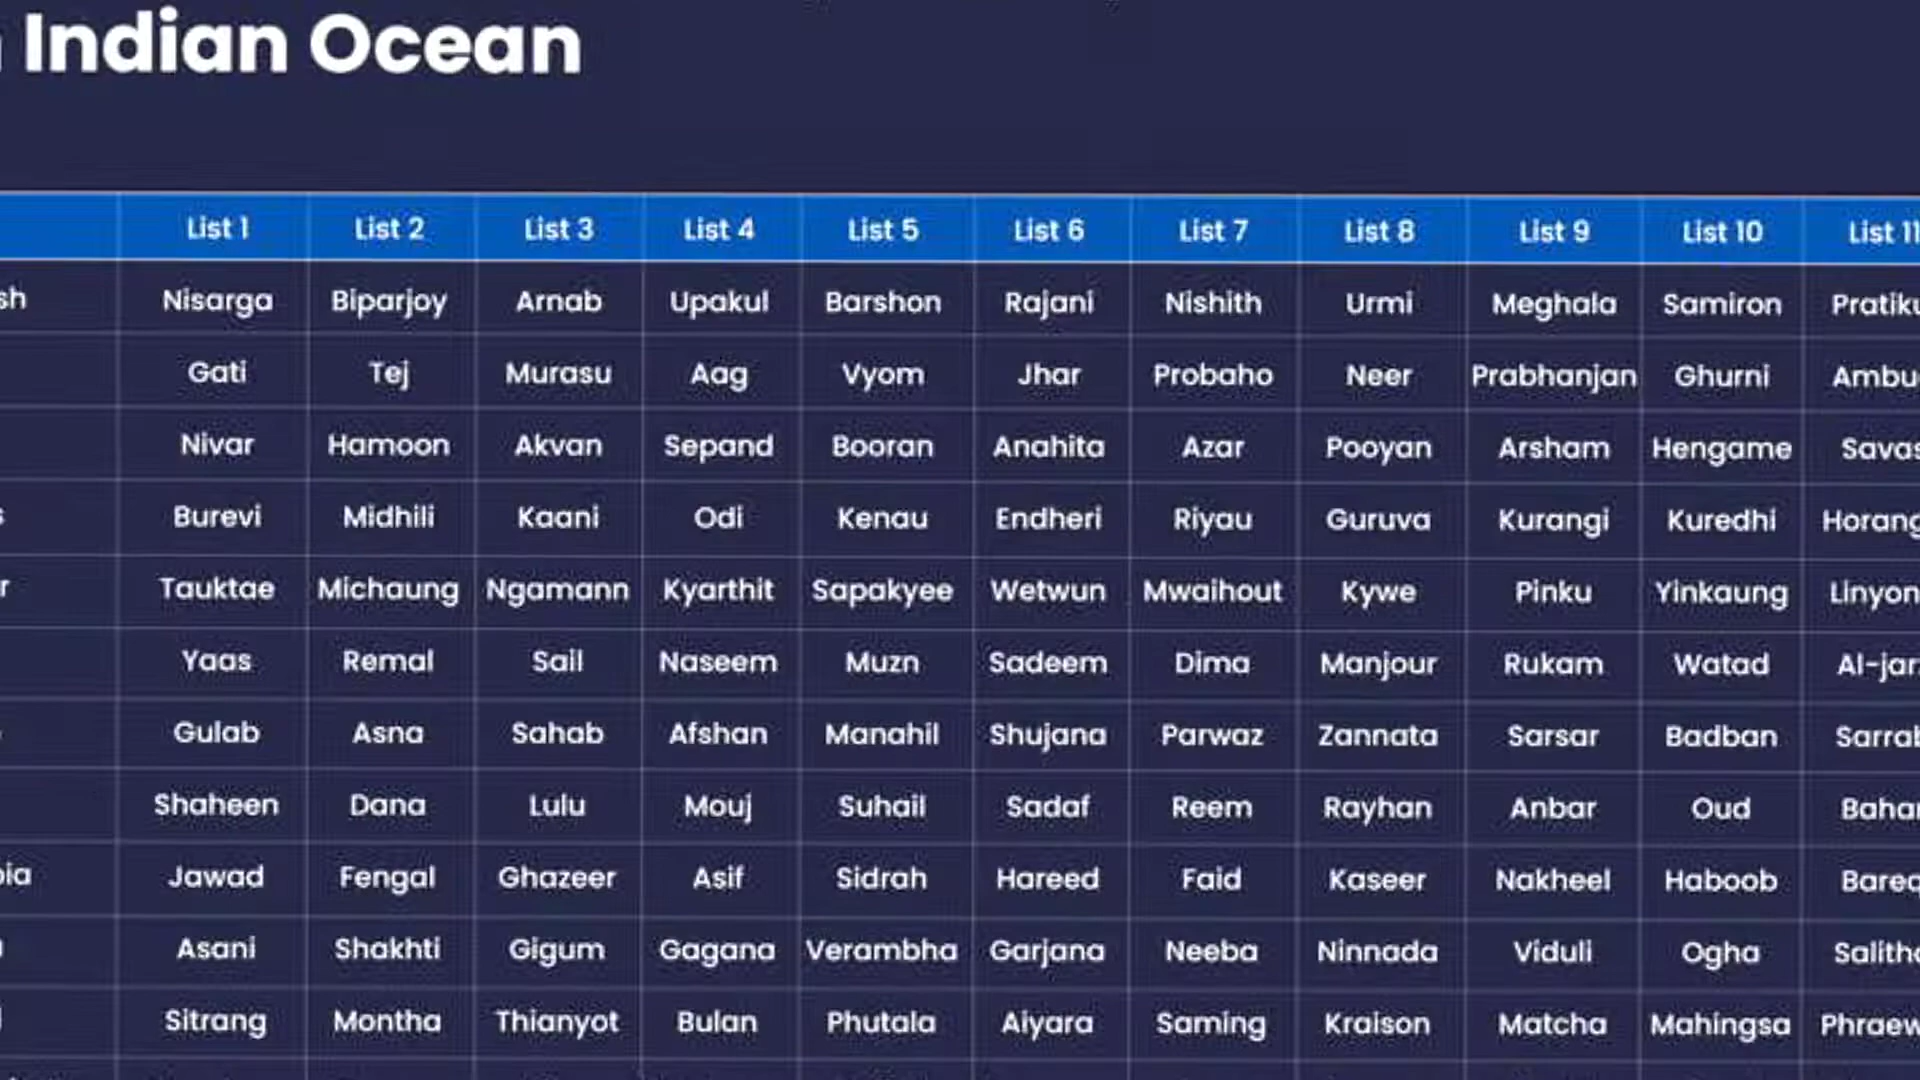 Indian Ocean
List 1 List 2 List 3 List 4 List 5 List 6 List 7 List 8 List 9 List 10 List 11
sh Nisarga Biparjoy Arnab Upakul Barshon Rajani Nishith Urmi Meghala Samiron Pratiku
Gati Tej Murasu Aag Vyom Jhar Probaho Neer Prabhanjan Ghurni Ambu
Nivar Hamoon Akvan Sepand Booran Anahita Azar Pooyan Arsham Hengame Savas
s Burevi Midhili Kaani Odi Kenau Endheri Riyau Guruva Kurangi Kuredhi Horang
r Tauktae Michaung Ngamann Kyarthit Sapakyee Wetwun Mwaihout Kywe Pinku Yinkaung Linyon
Yaas Remal Sail Naseem Muzn Sadeem Dima Manjour Rukam Watad Al-jar
Gulab Asna Sahab Afshan Manahil Shujana Parwaz Zannata Sarsar Badban Sarrab
Shaheen Dana Lulu Mouj Suhail Sadaf Reem Rayhan Anbar Oud Bahar
bia Jawad Fengal Ghazeer Asif Sidrah Hareed Faid Kaseer Nakheel Haboob Bareq
Asani Shakhti Gigum Gagana Verambha Garjana Neeba Ninnada Viduli Ogha Salitha
Sitrang Montha Thianyot Bulan Phutala Aiyara Saming Kraison Matcha Mahingsa Phraew